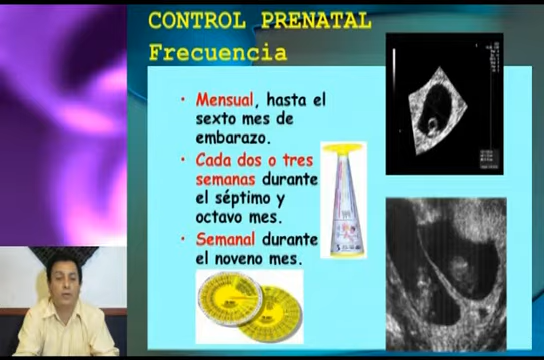 CONTROL PRENATAL
Frecuencia
• Mensual, hasta el
sexto mes de
embarazo.
• Cada dos o tres
semanas durante
el séptimo y
octavo mes.
• Semanal durante
el noveno mes.